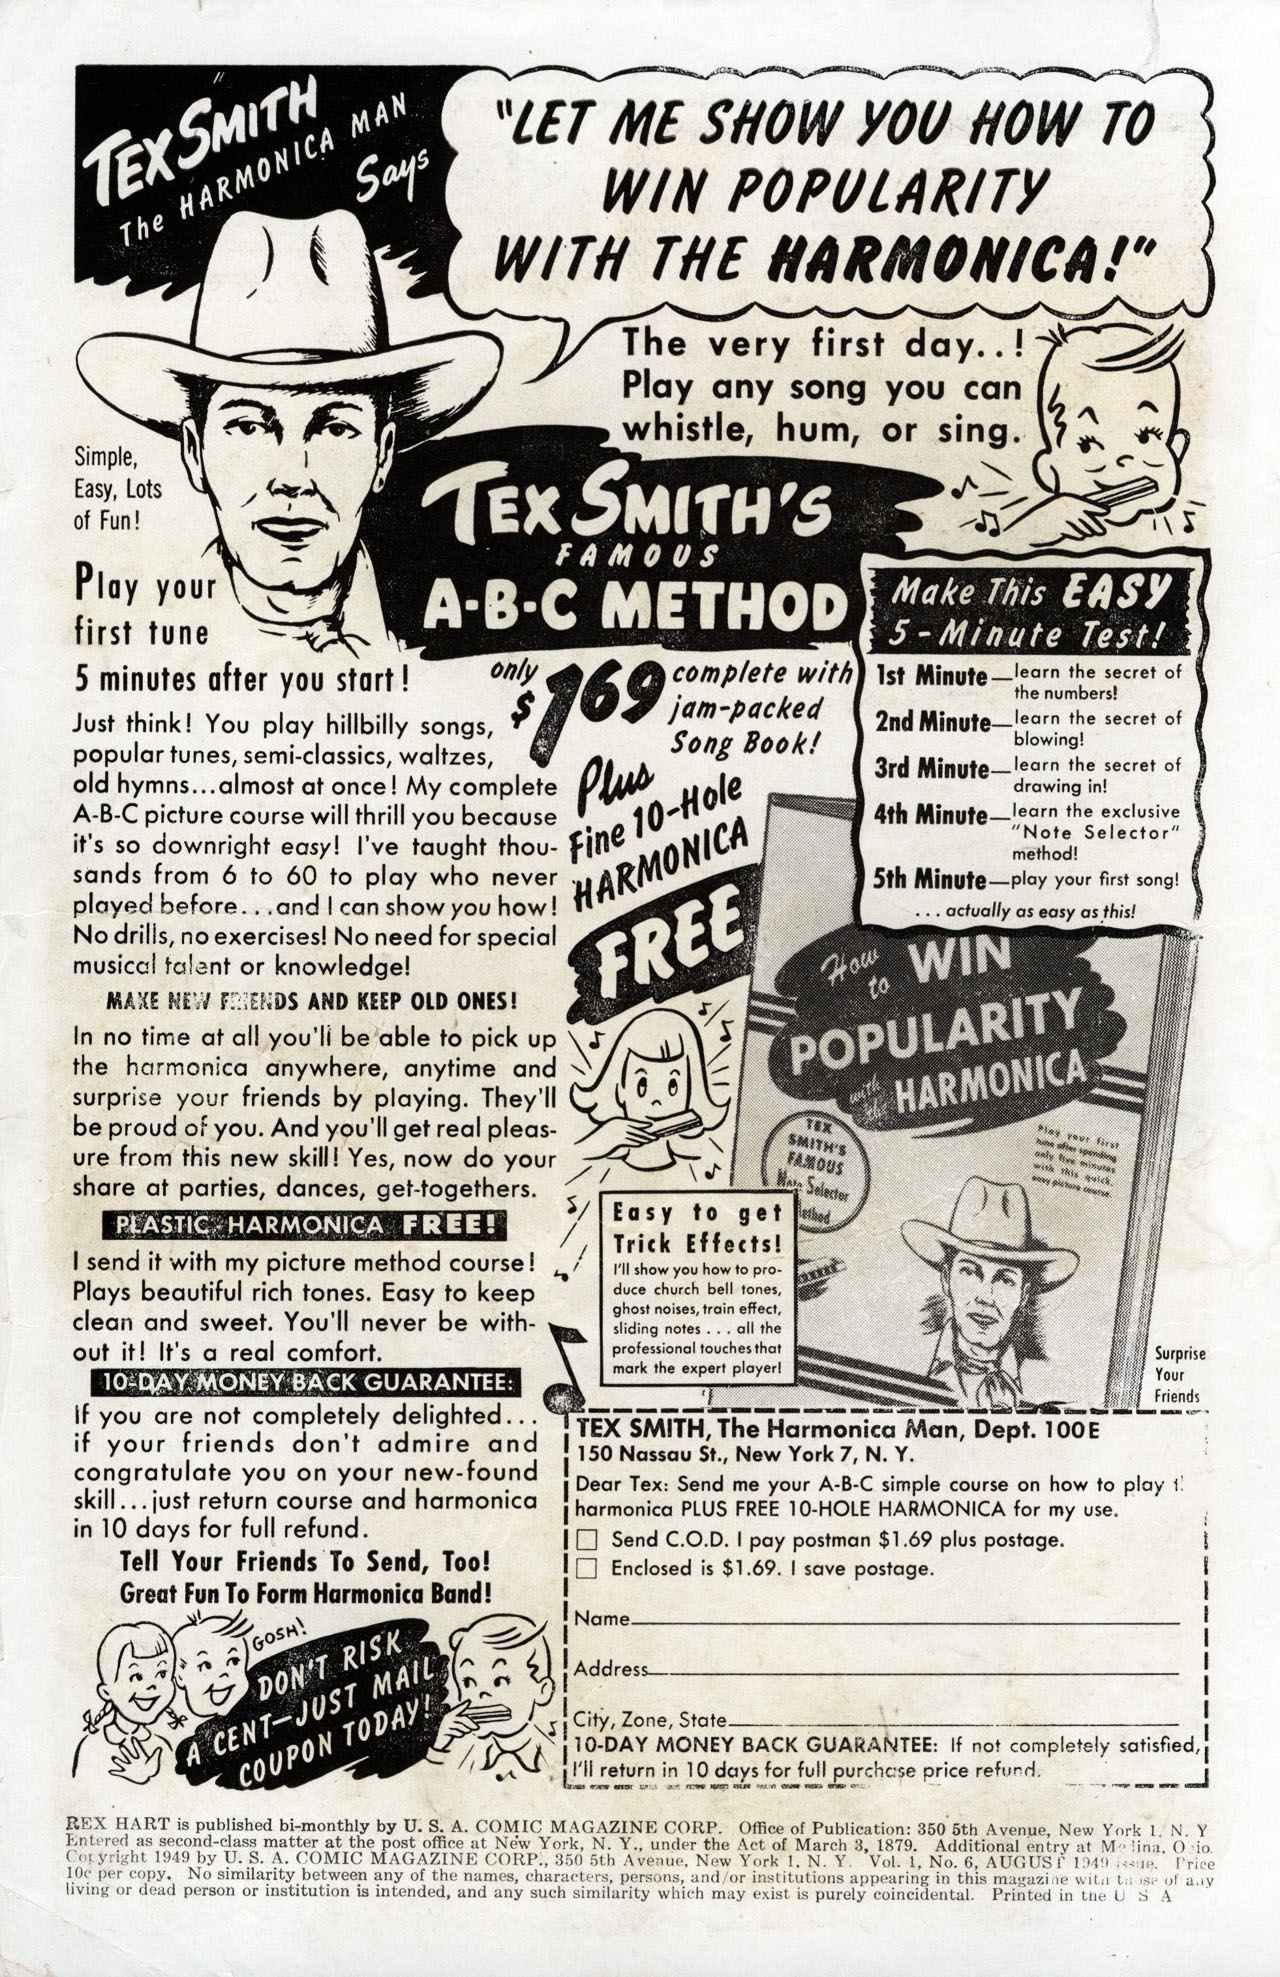 TEX SMITH
The HARMONICA MAN
Says
"LET ME SHOW YOU HOW TO
WIN POPULARITY
WITH THE HARMONICA!"
The very first day..!
Play any song you can
whistle, hum, or sing.
Simple,
Easy, Lots
of Fun!
TEX SMITH'S
FAMOUS
A-B-C METHOD
Play your
first tune
5 minutes after you start!
Just think! You play hillbilly songs,
popular tunes, semi-classics, waltzes,
old hymns...almost at once! My complete
A-B-C picture course will thrill you because
it's so downright easy! I've taught thou-
sands from 6 to 60 to play who never
played before...and I can show you how!
No drills, no exercises! No need for special
musical talent or knowledge!
MAKE NEW FRIENDS AND KEEP OLD ONES!
In no time at all you'll be able to pick up
the harmonica anywhere, anytime and
surprise your friends by playing. They'll
be proud of you. And you'll get real pleas-
ure from this new skill! Yes, now do your
share at parties, dances, get-togethers.
PLASTIC HARMONICA FREE!
I send it with my picture method course!
Plays beautiful rich tones. Easy to keep
clean and sweet. You'll never be with-
out it! It's a real comfort.
10-DAY MONEY BACK GUARANTEE:
If you are not completely delighted...
if your friends don't admire and
congratulate you on your new-found
skill...just return course and harmonica
in 10 days for full refund.
Tell Your Friends To Send, Too!
Great Fun To Form Harmonica Band!
GOSH!
DON'T RISK
A CENT-JUST MAIL
COUPON TODAY!
only
$1.69
complete with
jam-packed
Song Book!
Plus
Fine 10-Hole
HARMONICA
FREE
Make This EASY
5-Minute Test!
1st Minute—learn the secret of
the numbers!
2nd Minute—learn the secret of
blowing!
3rd Minute—learn the secret of
drawing in!
4th Minute—learn the exclusive
"Note Selector"
method!
5th Minute—play your first song!
...actually as easy as this!
How
to WIN
POPULARITY
with
the HARMONICA
TEX
SMITH'S
FAMOUS
Note Selector
Method
Play your first
tune after spending
only five minutes
with this quick,
easy picture course.
Easy to get
Trick Effects!
I'll show you how to pro-
duce church bell tones,
ghost noises, train effect,
sliding notes ... all the
professional touches that
mark the expert player!
Surprise
Your
Friends
TEX SMITH, The Harmonica Man, Dept. 100E
150 Nassau St., New York 7, N. Y.
Dear Tex: Send me your A-B-C simple course on how to play
harmonica PLUS FREE 10-HOLE HARMONICA for my use.
Send C.O.D. I pay postman $1.69 plus postage.
Enclosed is $1.69. I save postage.
Name
Address
City, Zone, State
10-DAY MONEY BACK GUARANTEE: If not completely satisfied,
I'll return in 10 days for full purchase price refund.
REX HART is published bi-monthly by U. S. A. COMIC MAGAZINE CORP. Office of Publication: 350 5th Avenue, New York 1, N. Y
Entered as second-class matter at the post office at New York, N. Y., under the Act of March 3, 1879. Additional entry at Medina, Ohio.
Copyright 1949 by U. S. A. COMIC MAGAZINE CORP., 350 5th Avenue, New York 1, N. Y. Vol. 1, No. 6, AUGUST 1949 issue. Price
10c per copy. No similarity between any of the names, characters, persons, and/or institutions appearing in this magazine with those of any
living or dead person or institution is intended, and any such similarity which may exist is purely coincidental. Printed in the U S A